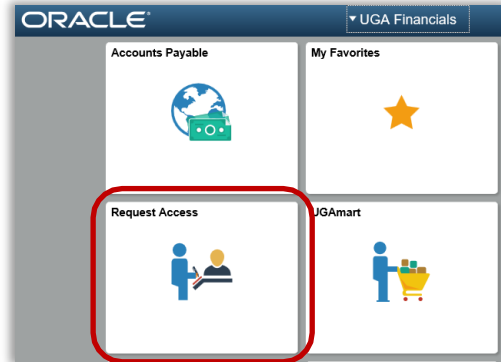 ORACLE
▾ UGA Financials
Accounts Payable
My Favorites
Request Access
UGAmart